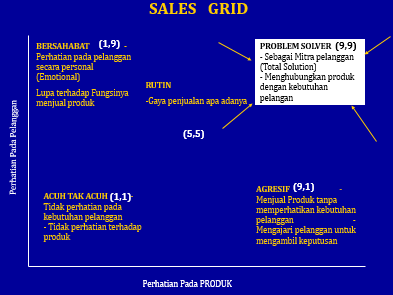 SALES GRID
BERSAHABAT (1,9) -
Perhatian pada pelanggan
secara personal
(Emotional)
Lupa terhadap Fungsinya
menjual produk
PROBLEM SOLVER (9,9)
- Sebagai Mitra pelanggan
(Total Solution)
- Menghubungkan produk
dengan kebutuhan
pelangan
RUTIN
-Gaya penjualan apa adanya
(5,5)
Perhatian Pada Pelanggan
ACUH TAK ACUH (1,1)-
Tidak perhatian pada
kebutuhan pelanggan
- Tidak perhatian terhadap
produk
AGRESIF (9,1) -
Menjual Produk tanpa
memperhatikan kebutuhan
pelanggan -
Mengajari pelanggan untuk
mengambil keputusan
Perhatian Pada PRODUK